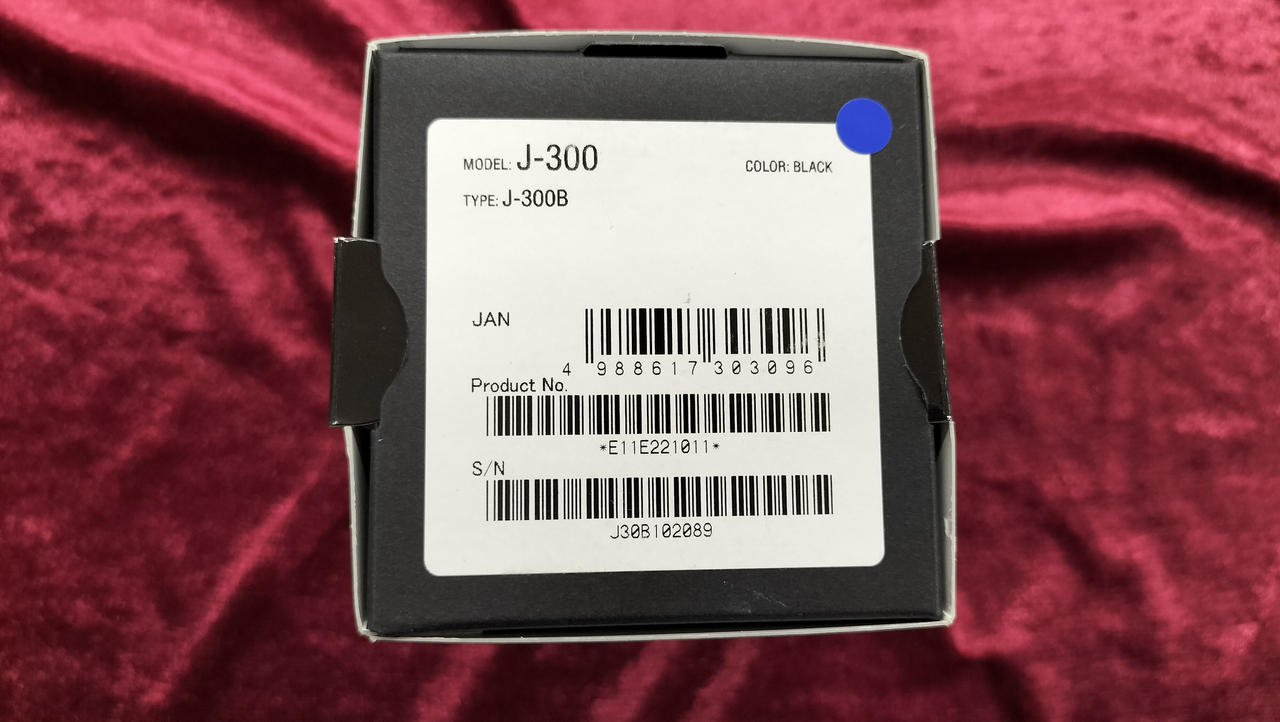 MODEL: J-300
COLOR: BLACK
TYPE: J-300B
JAN
4 988617 303096
Product No.
*E11E221011*
S/N
J30B102089